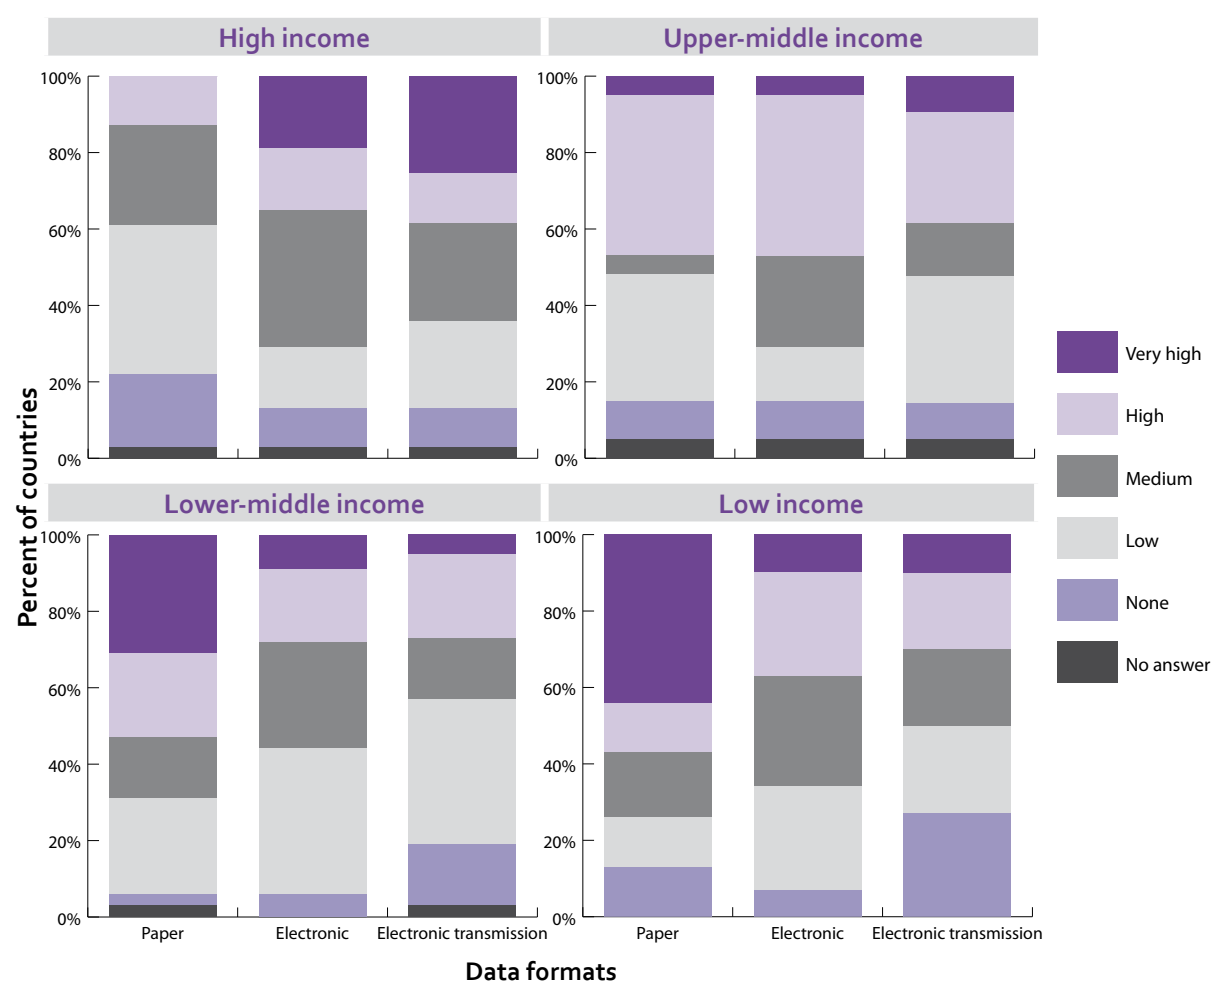 High income
Upper-middle income
100%
80%
60%
40%
20%
0%
100%
80%
60%
40%
20%
0%
Lower-middle income
Low income
100%
80%
60%
40%
20%
0%
100%
80%
60%
40%
20%
0%
Paper
Electronic
Electronic transmission
Paper
Electronic
Electronic transmission
Percent of countries
Data formats
Very high
High
Medium
Low
None
No answer